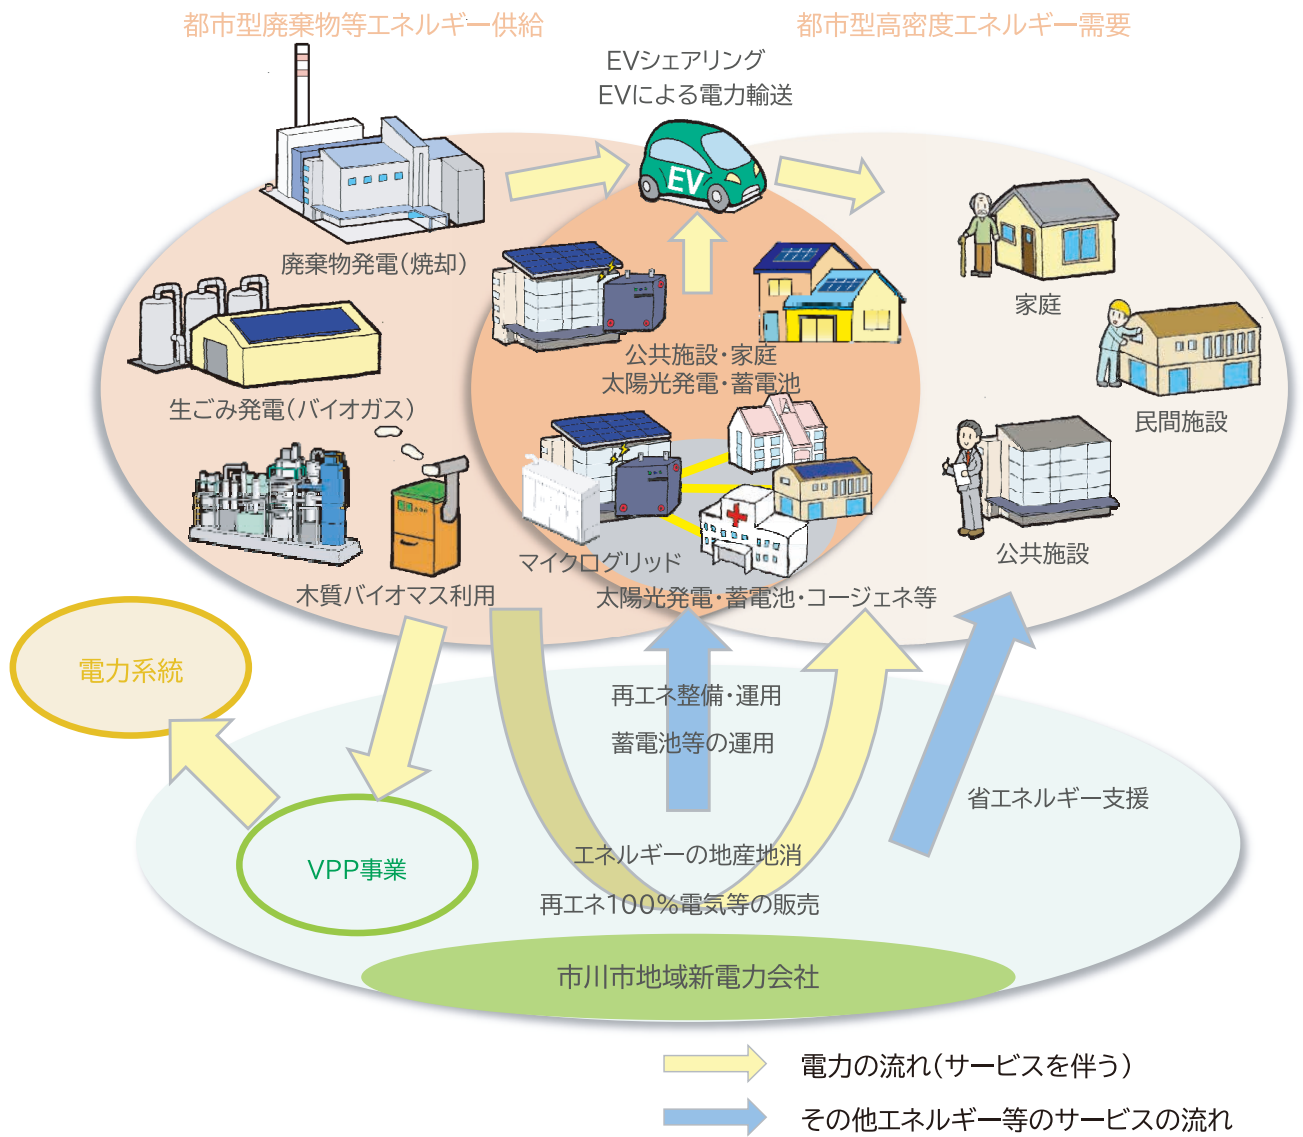 都市型廃棄物等エネルギー供給
都市型高密度エネルギー需要
EVシェアリング
EVによる電力輸送
EV
廃棄物発電(焼却)
家庭
公共施設・家庭
太陽光発電・蓄電池
生ごみ発電(バイオガス)
民間施設
マイクログリッド
公共施設
木質バイオマス利用
太陽光発電・蓄電池・コージェネ等
電力系統
再エネ整備・運用
蓄電池等の運用
省エネルギー支援
VPP事業
エネルギーの地産地消
再エネ100%電気等の販売
市川市地域新電力会社
電力の流れ(サービスを伴う)
その他エネルギー等のサービスの流れ